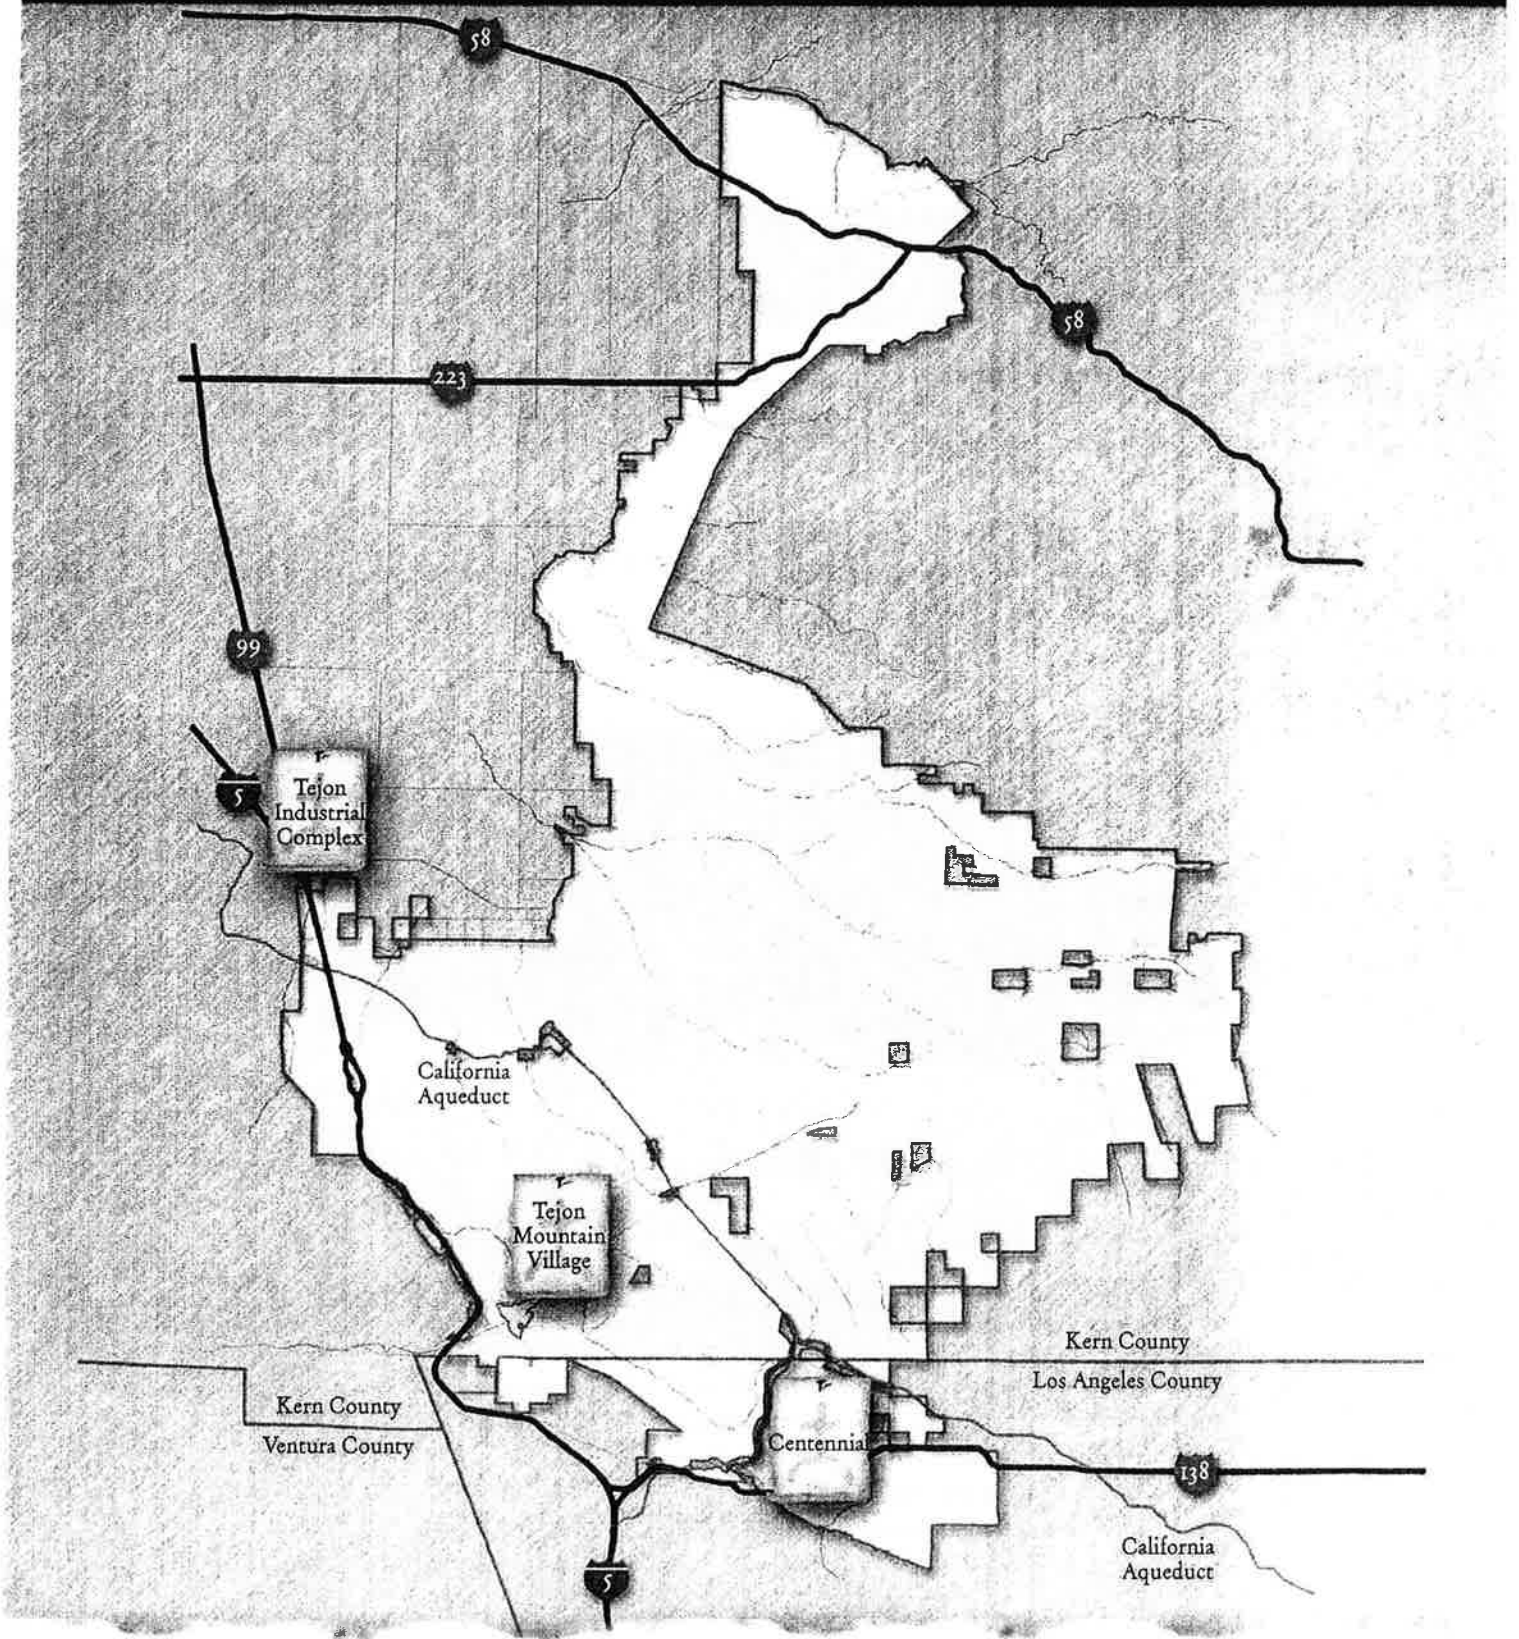 58
58
223
99
Tejon
Industrial
Complex
5
California
Aqueduct
Tejon
Mountain
Village
Kern County
Los Angeles County
Kern County
Ventura County
Centennial
138
California
Aqueduct
5